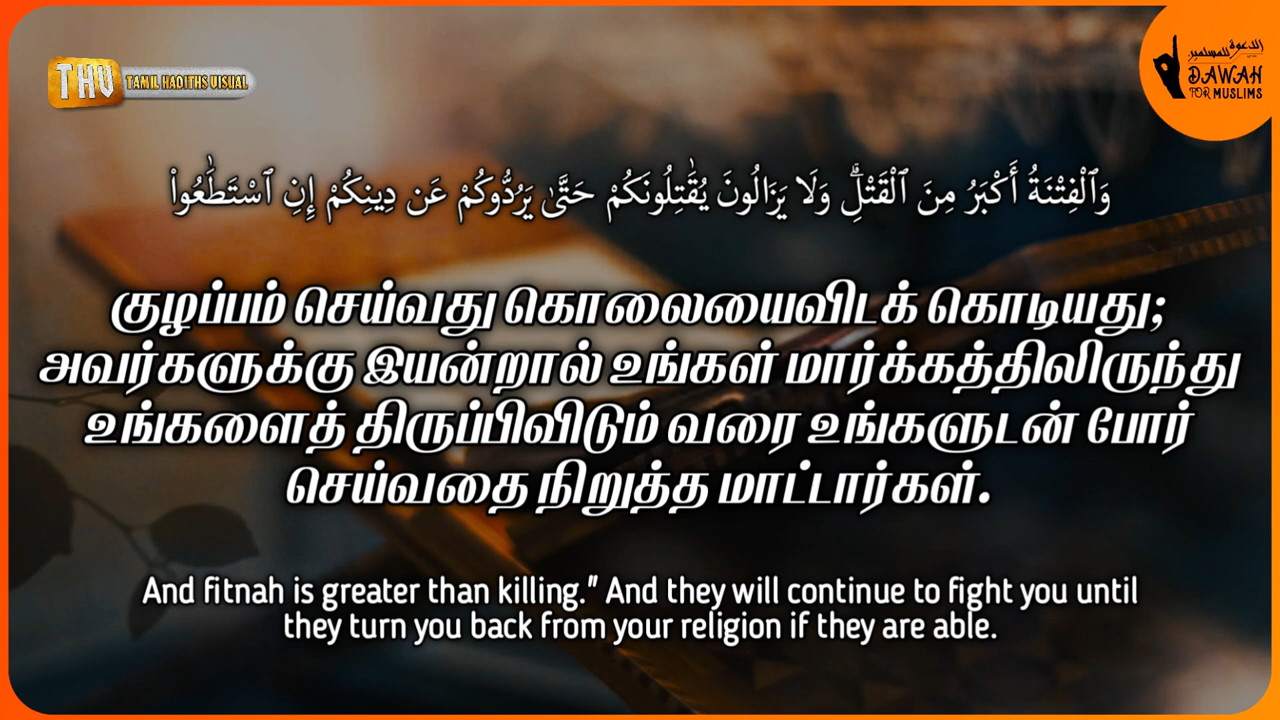 THV TAMIL HADITHS VISUAL
الدعوة للمسلمين
DAWAH
FOR MUSLIMS
وَٱلْفِتْنَةُ أَكْبَرُ مِنَ ٱلْقَتْلِۗ وَلَا يَزَالُونَ يُقَـٰتِلُونَكُمْ حَتَّىٰ يَرُدُّوكُمْ عَن دِينِكُمْ إِنِ ٱسْتَطَـٰعُوا۟
குழப்பம் செய்வது கொலையைவிடக் கொடியது;
அவர்களுக்கு இயன்றால் உங்கள் மார்க்கத்திலிருந்து
உங்களைத் திருப்பிவிடும் வரை உங்களுடன் போர்
செய்வதை நிறுத்த மாட்டார்கள்.
And fitnah is greater than killing." And they will continue to fight you until
they turn you back from your religion if they are able.